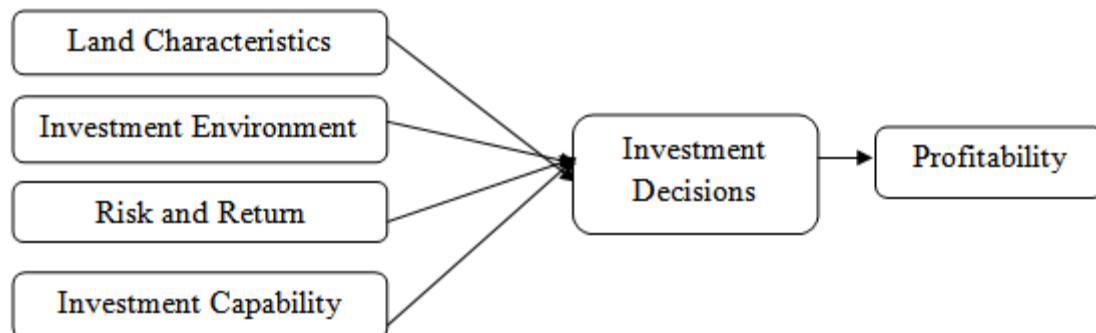 Land Characteristics
Investment Environment
Risk and Return
Investment Capability
Investment
Decisions
Profitability